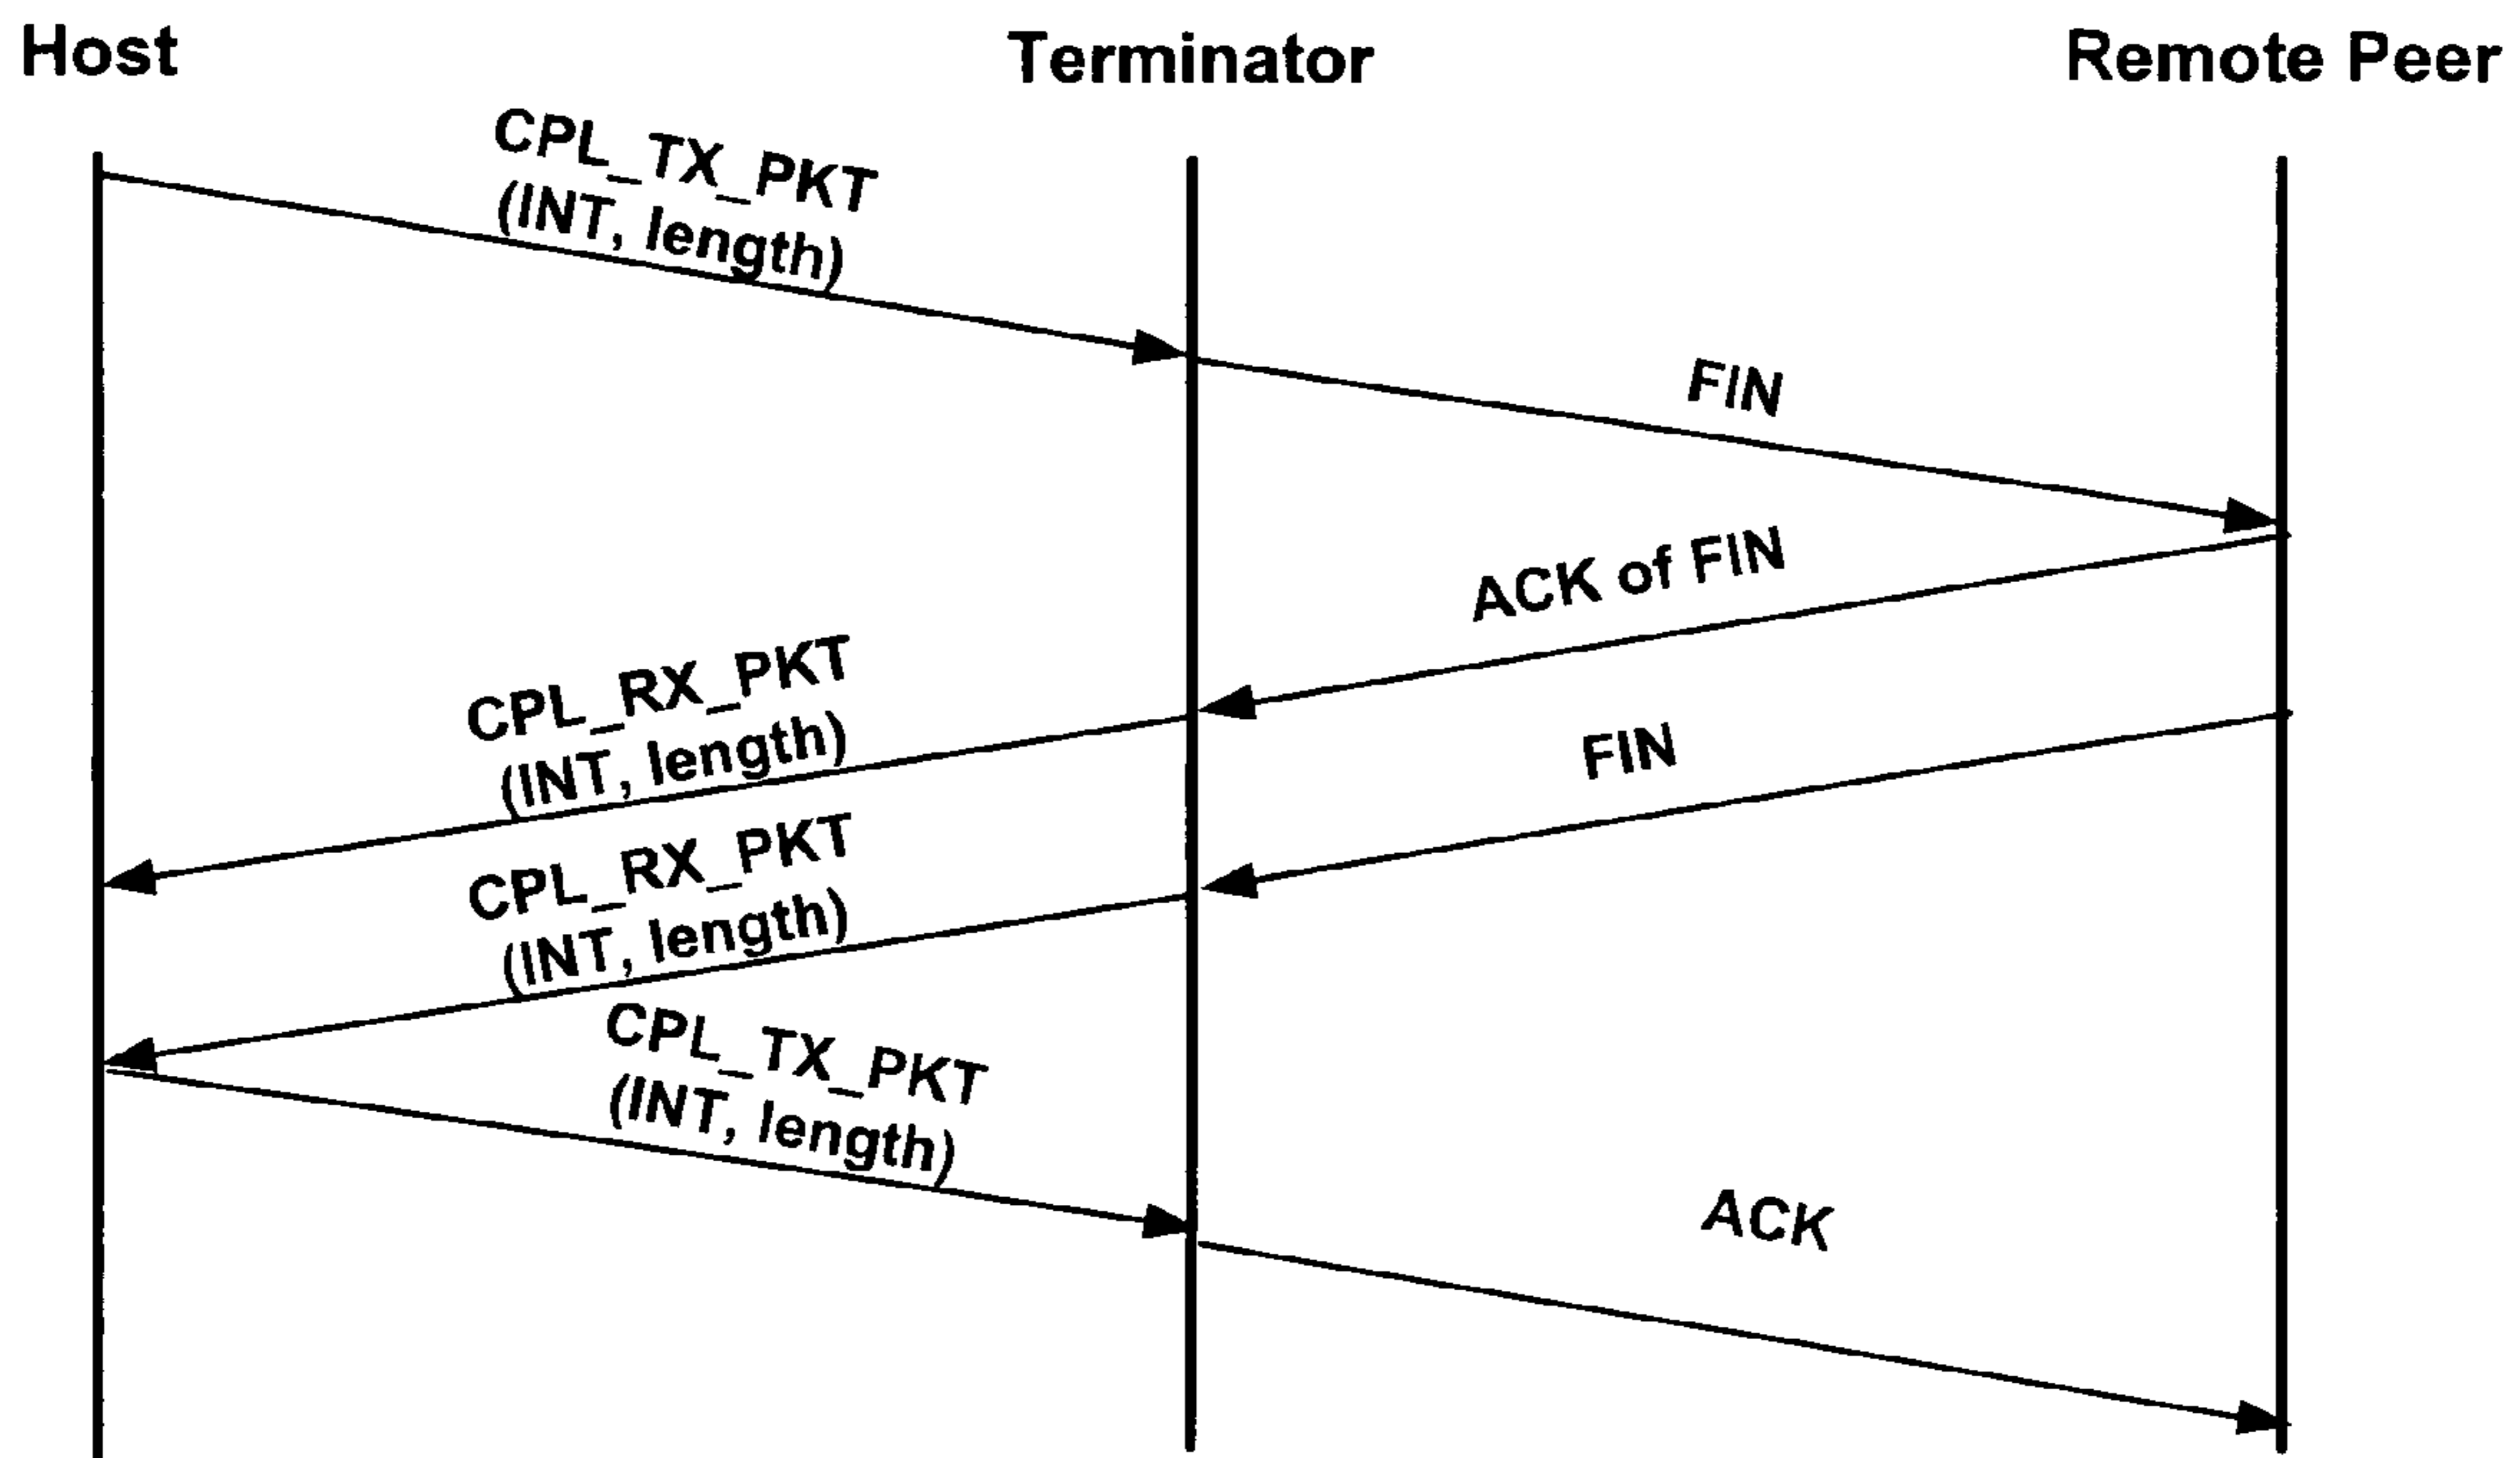 Host
Terminator
Remote Peer
CPL_TX_PKT
(INT, length)
FIN
ACK of FIN
CPL_RX_PKT
(INT, length)
FIN
CPL_RX_PKT
(INT, length)
CPL_TX_PKT
(INT, length)
ACK